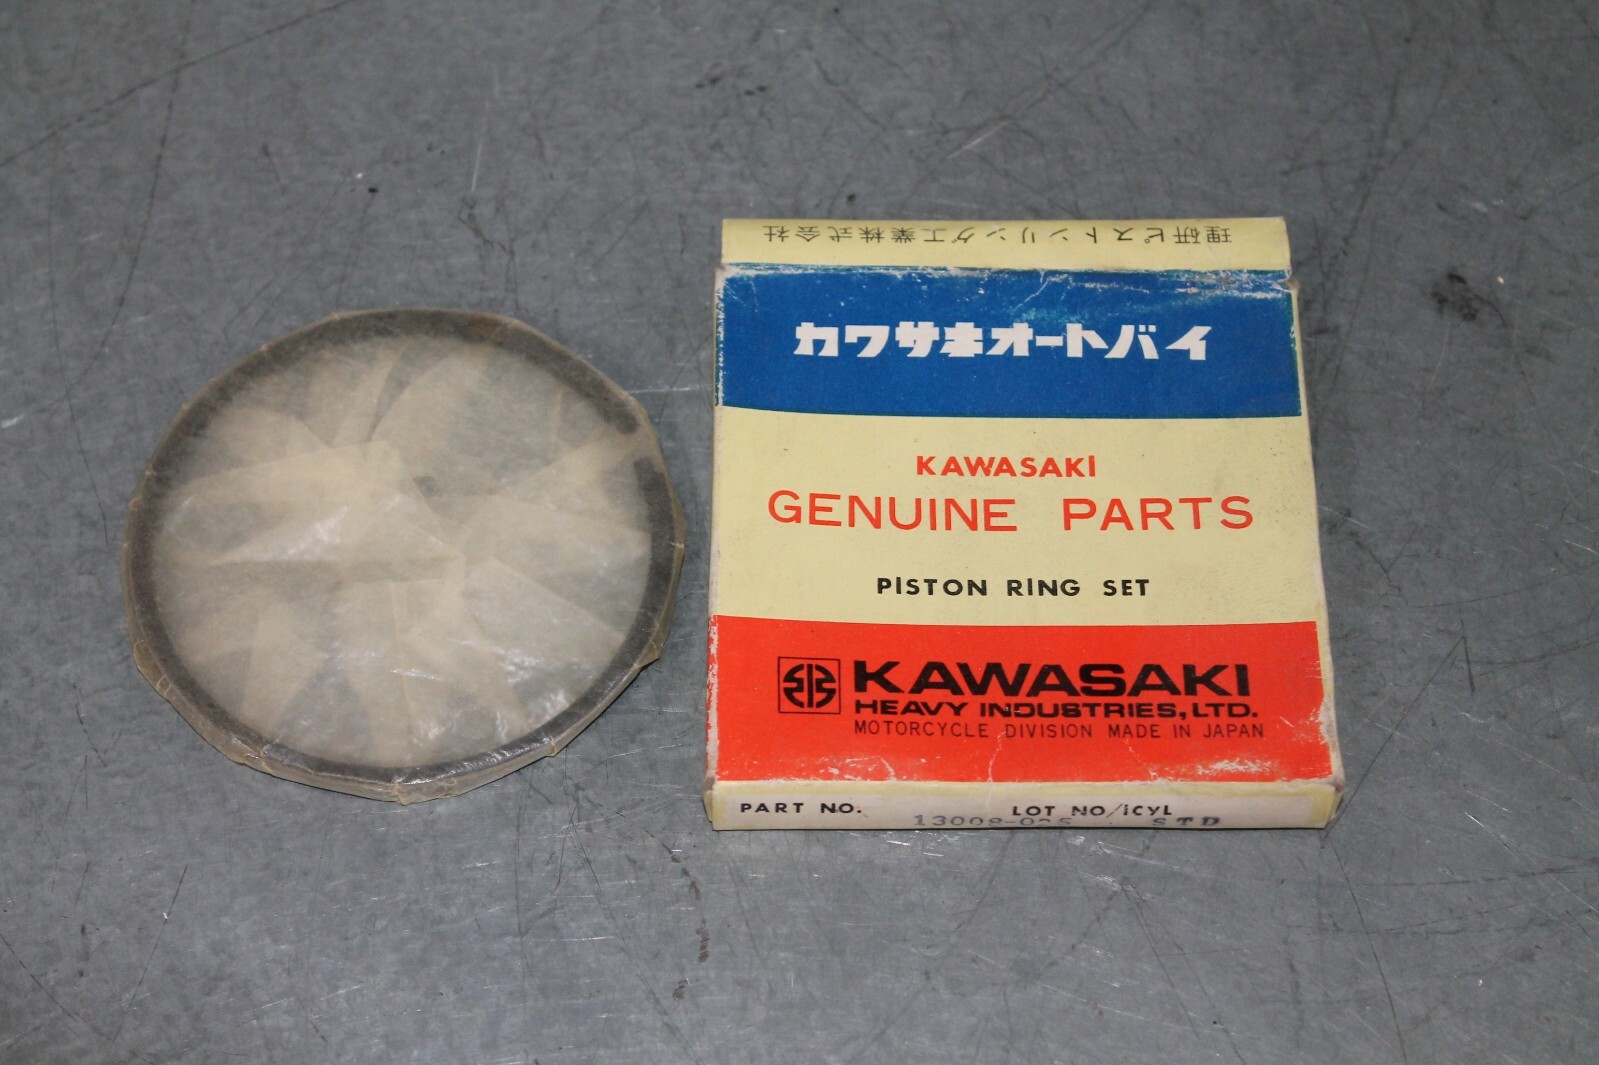 理研ピストンリング工業株式会社
カワサキオートバイ
KAWASAKI
GENUINE PARTS
PISTON RING SET
KAWASAKI
HEAVY INDUSTRIES, LTD.
MOTORCYCLE DIVISION MADE IN JAPAN
PART NO. LOT NO/1CYL
STD